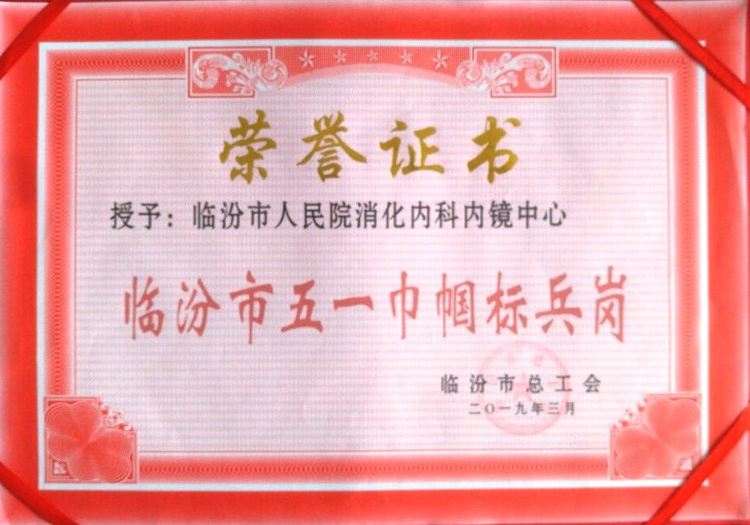 荣誉证书
授予：临汾市人民院消化内科内镜中心
临汾市五一巾帼标兵岗
临汾市总工会
二〇一九年三月